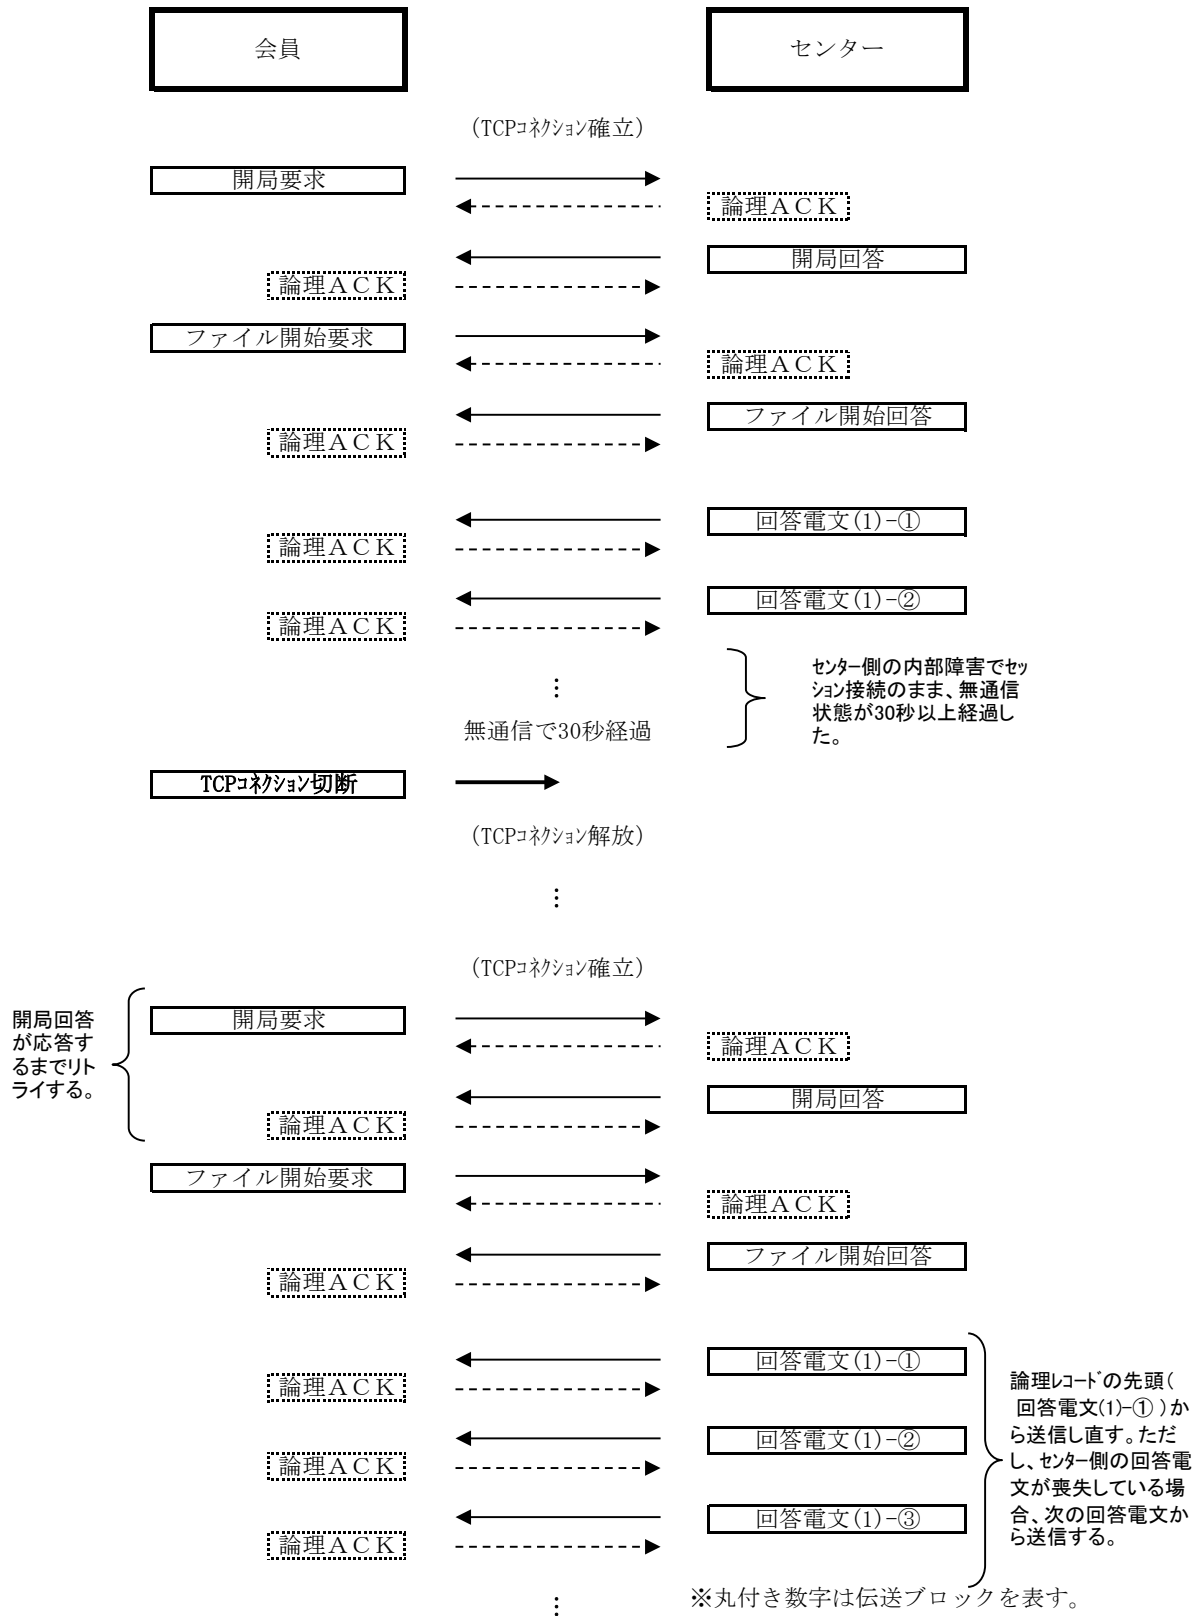 会員
センター
(TCPｺﾈｸｼｮﾝ確立)
開局要求
論理ＡＣＫ
開局回答
論理ＡＣＫ
ファイル開始要求
論理ＡＣＫ
ファイル開始回答
論理ＡＣＫ
回答電文(1)-①
論理ＡＣＫ
回答電文(1)-②
論理ＡＣＫ
⋮
無通信で30秒経過
ｾﾝﾀｰ側の内部障害でｾｯ
ｼｮﾝ接続のまま、無通信
状態が30秒以上経過し
た。
TCPｺﾈｸｼｮﾝ切断
(TCPｺﾈｸｼｮﾝ解放)
⋮
(TCPｺﾈｸｼｮﾝ確立)
開局回答
が応答す
るまでﾘﾄ
ﾗｲする。
開局要求
論理ＡＣＫ
開局回答
論理ＡＣＫ
ファイル開始要求
論理ＡＣＫ
ファイル開始回答
論理ＡＣＫ
回答電文(1)-①
論理ＡＣＫ
回答電文(1)-②
論理ＡＣＫ
回答電文(1)-③
論理ＡＣＫ
論理ﾚｺｰﾄﾞの先頭(
回答電文(1)-① )か
ら送信し直す。ただ
し、ｾﾝﾀｰ側の回答電
文が喪失している場
合、次の回答電文か
ら送信する。
⋮
※丸付き数字は伝送ブロックを表す。